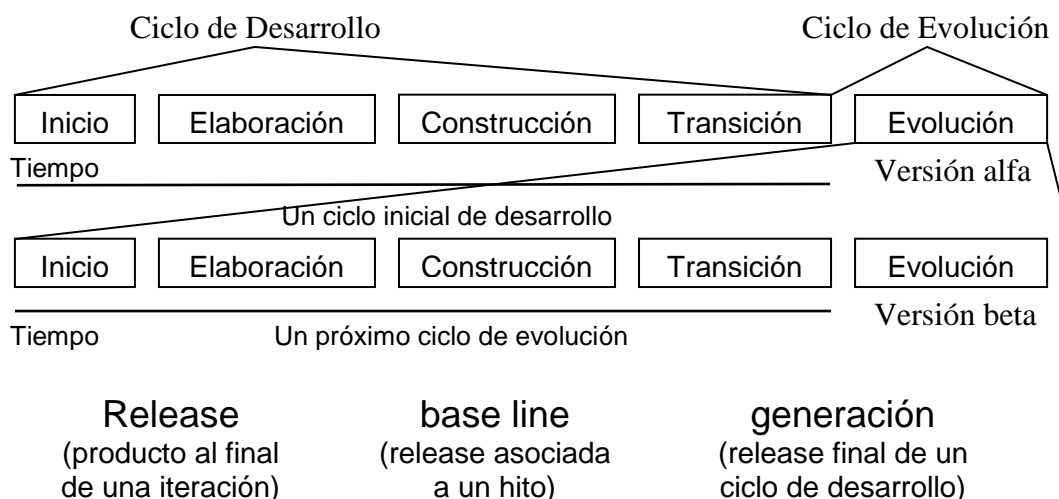 Ciclo de Desarrollo Ciclo de Evolución
Inicio Elaboración Construcción Transición Evolución
Tiempo Versión alfa
Un ciclo inicial de desarrollo
Inicio Elaboración Construcción Transición Evolución
Versión beta
Tiempo Un próximo ciclo de evolución
Release base line generación
(producto al final (release asociada (release final de un
de una iteración) a un hito) ciclo de desarrollo)